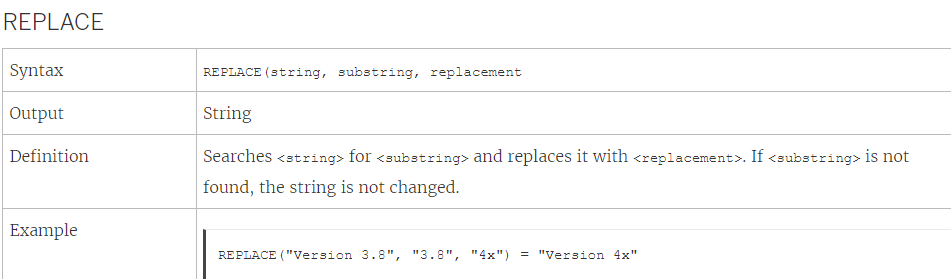 REPLACE
Syntax
REPLACE(string, substring, replacement
Output
String
Definition
Searches <string> for <substring> and replaces it with <replacement>. If <substring> is not
found, the string is not changed.
Example
REPLACE("Version 3.8", "3.8", "4x") = "Version 4x"